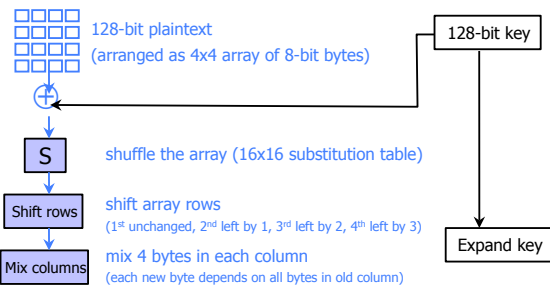 128-bit plaintext
(arranged as 4x4 array of 8-bit bytes)
128-bit key
S
shuffle the array (16x16 substitution table)
Shift rows
shift array rows
(1st unchanged, 2nd left by 1, 3rd left by 2, 4th left by 3)
Expand key
Mix columns
mix 4 bytes in each column
(each new byte depends on all bytes in old column)